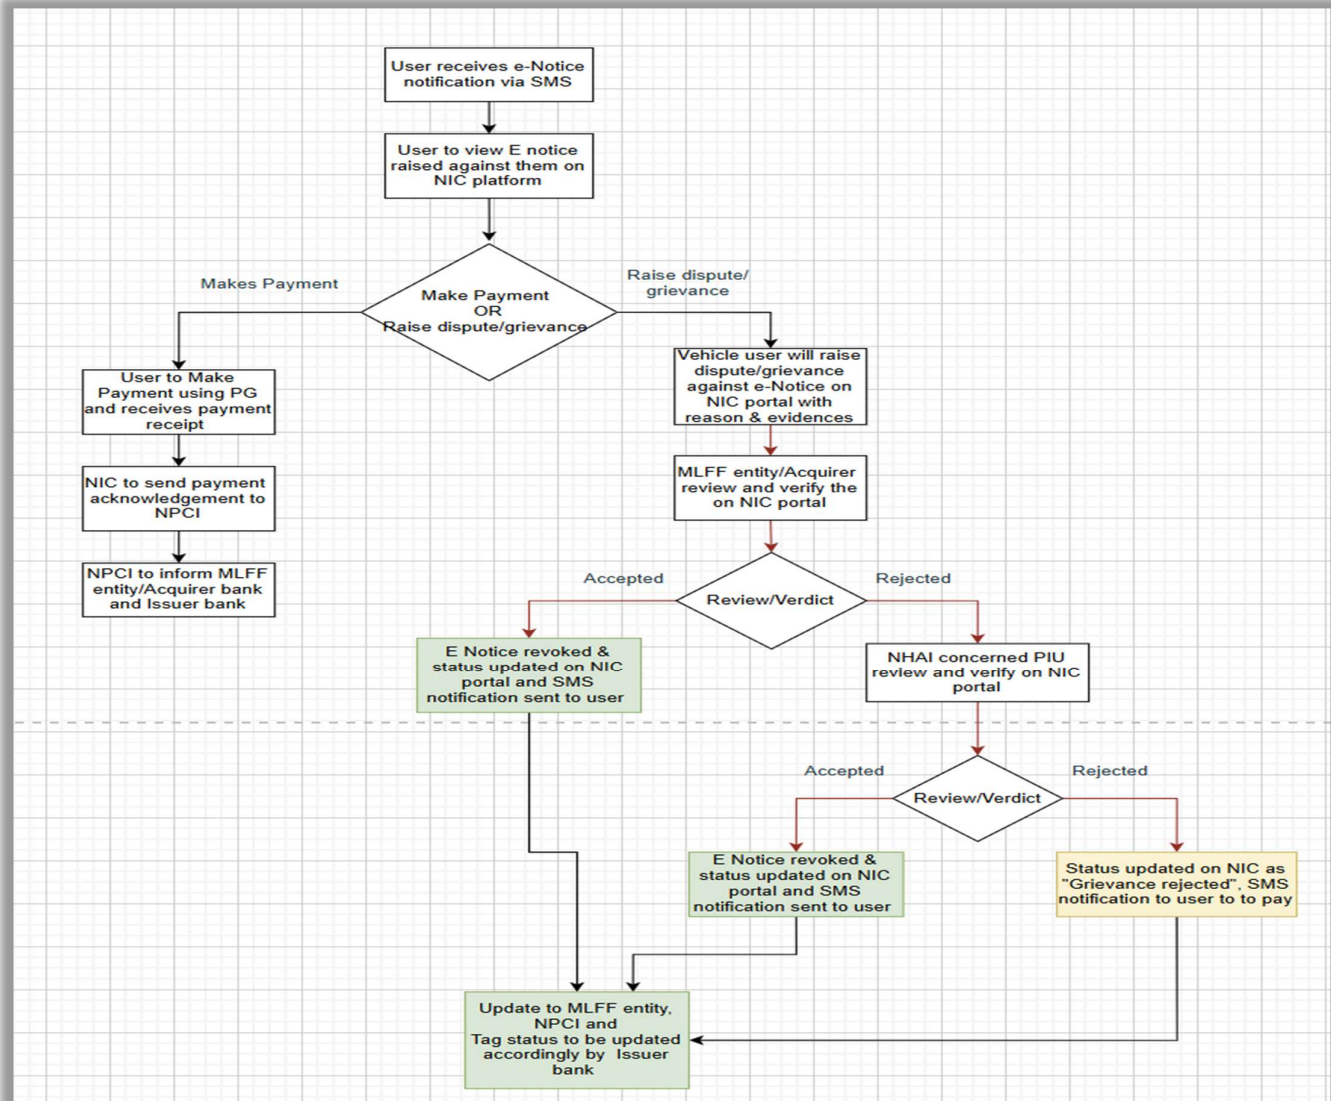 User receives e-Notice
notification via SMS
User to view E notice
raised against them on
NIC platform
Makes Payment
Make Payment
OR
Raise dispute/grievance
Raise dispute/
grievance
User to Make
Payment using PG
and receives payment
receipt
NIC to send payment
acknowledgement to
NPCI
NPCI to inform MLFF
entity/Acquirer bank
and Issuer bank
Vehicle user will raise
dispute/grievance
against e-Notice on
NIC portal with
reason & evidences
MLFF entity/Acquirer
review and verify the
on NIC portal
Accepted
Review/Verdict
Rejected
E Notice revoked &
status updated on NIC
portal and SMS
notification sent to user
NHAI concerned PIU
review and verify on NIC
portal
Accepted
Review/Verdict
Rejected
E Notice revoked &
status updated on NIC
portal and SMS
notification sent to user
Status updated on NIC as
"Grievance rejected", SMS
notification to user to to pay
Update to MLFF entity,
NPCI and
Tag status to be updated
accordingly by Issuer
bank